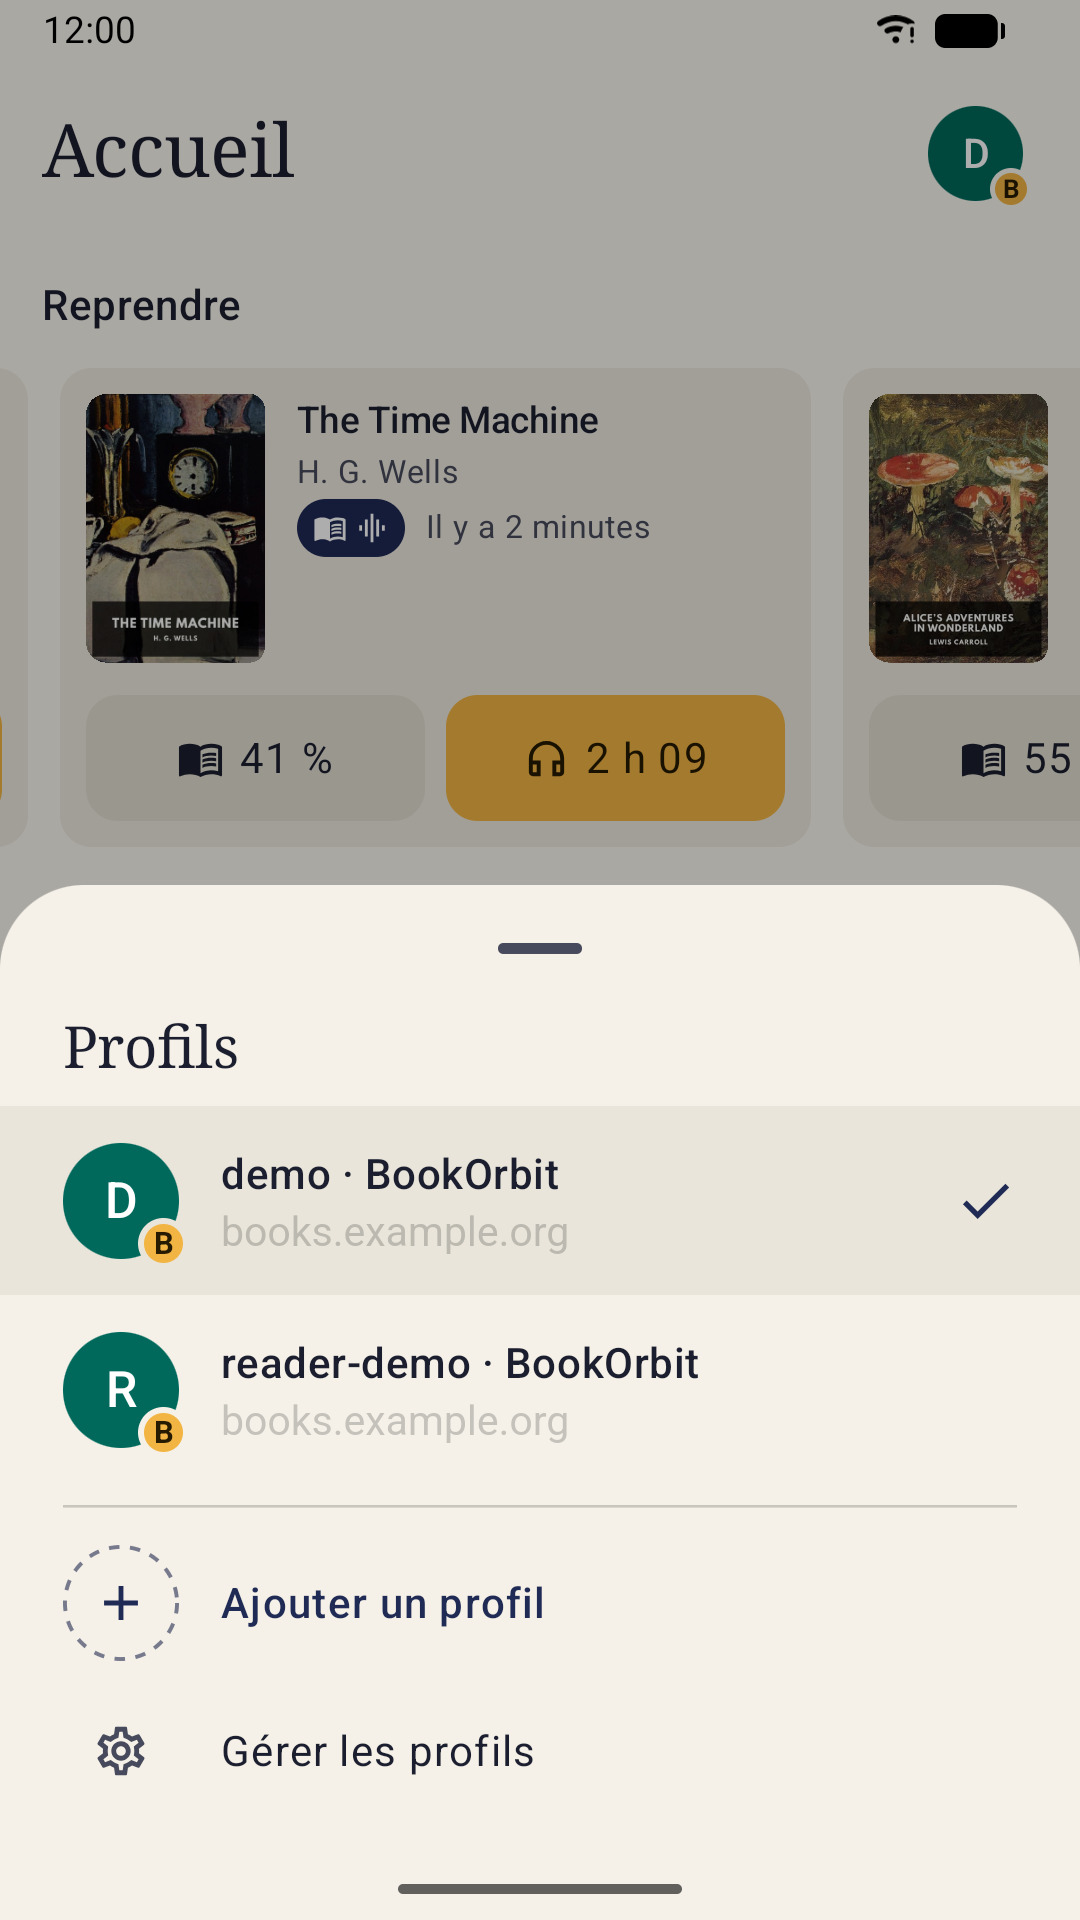 12:00
Accueil
D
B
Reprendre
The Time Machine
H. G. Wells
Il y a 2 minutes
THE TIME MACHINE
H. G. WELLS
ALICE'S ADVENTURES
IN WONDERLAND
LEWIS CARROLL
41 %
2 h 09
55
Profils
D
B
demo · BookOrbit
books.example.org
R
B
reader-demo · BookOrbit
books.example.org
Ajouter un profil
Gérer les profils